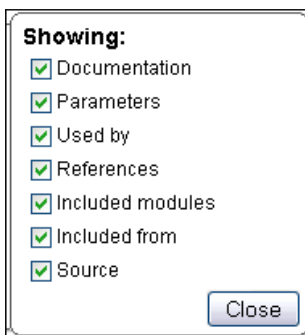 Showing:
Documentation
Parameters
Used by
References
Included modules
Included from
Source
Close